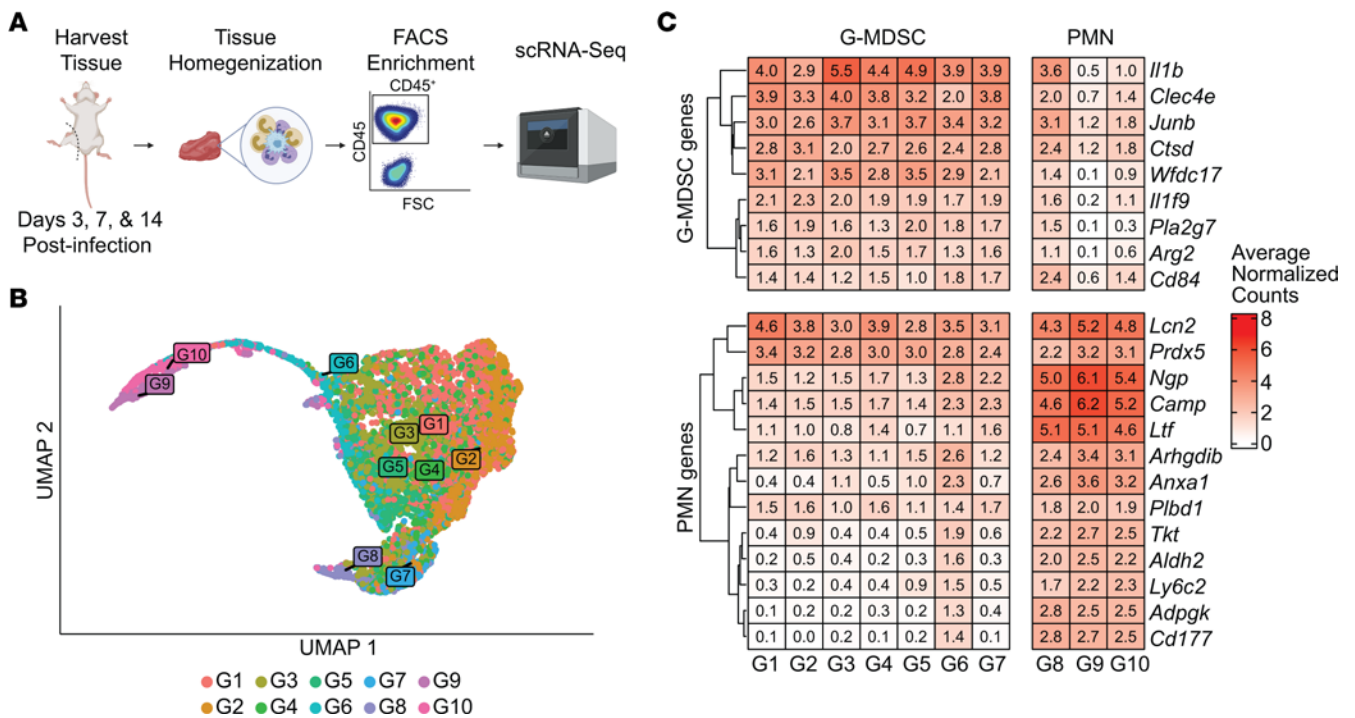 A
Harvest
Tissue
Tissue
Homegenization
FACS
Enrichment
scRNA-Seq
CD45+
CD45
FSC
Days 3, 7, & 14
Post-infection
B
G10
G9
G6
G3
G1
G5
G4
G2
G8
G7
UMAP 2
UMAP 1
G1 G3 G5 G7 G9
G2 G4 G6 G8 G10
C
G-MDSC PMN
G-MDSC genes
4.0 2.9 5.5 4.4 4.9 3.9 3.9 3.6 0.5 1.0 Il1b
3.9 3.3 4.0 3.8 3.2 2.0 3.8 2.0 0.7 1.4 Clec4e
3.0 2.6 3.7 3.1 3.7 3.4 3.2 3.1 1.2 1.8 Junb
2.8 3.1 2.0 2.7 2.6 2.4 2.8 2.4 1.2 1.8 Ctsd
3.1 2.1 3.5 2.8 3.5 2.9 2.1 1.4 0.1 0.9 Wfdc17
2.1 2.3 2.0 1.9 1.9 1.7 1.9 1.6 0.2 1.1 Il1f9
1.6 1.9 1.6 1.3 2.0 1.8 1.7 1.5 0.1 0.3 Pla2g7
1.6 1.3 2.0 1.5 1.7 1.3 1.6 1.1 0.1 0.6 Arg2
1.4 1.4 1.2 1.5 1.0 1.8 1.7 2.4 0.6 1.4 Cd84
PMN genes
4.6 3.8 3.0 3.9 2.8 3.5 3.1 4.3 5.2 4.8 Lcn2
3.4 3.2 2.8 3.0 3.0 2.8 2.4 2.2 3.2 3.1 Prdx5
1.5 1.2 1.5 1.7 1.3 2.8 2.2 5.0 6.1 5.4 Ngp
1.4 1.5 1.5 1.7 1.4 2.3 2.3 4.6 6.2 5.2 Camp
1.1 1.0 0.8 1.4 0.7 1.1 1.6 5.1 5.1 4.6 Ltf
1.2 1.6 1.3 1.1 1.5 2.6 1.2 2.4 3.4 3.1 Arhgdib
0.4 0.4 1.1 0.5 1.0 2.3 0.7 2.6 3.6 3.2 Anxa1
1.5 1.6 1.0 1.6 1.1 1.4 1.7 1.8 2.0 1.9 Plbd1
0.4 0.9 0.4 0.4 0.5 1.9 0.6 2.2 2.7 2.5 Tkt
0.2 0.5 0.4 0.2 0.3 1.6 0.3 2.0 2.5 2.2 Aldh2
0.3 0.2 0.4 0.4 0.9 1.5 0.5 1.7 2.2 2.3 Ly6c2
0.1 0.2 0.2 0.3 0.2 1.3 0.4 2.8 2.5 2.5 Adpgk
0.1 0.0 0.2 0.1 0.2 1.4 0.1 2.8 2.7 2.5 Cd177
G1 G2 G3 G4 G5 G6 G7 G8 G9 G10
Average
Normalized
Counts
8
6
4
2
0